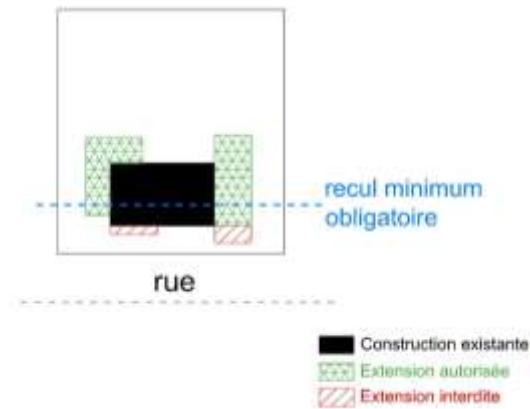 recul minimum
obligatoire
rue
Construction existante
Extension autorisée
Extension interdite